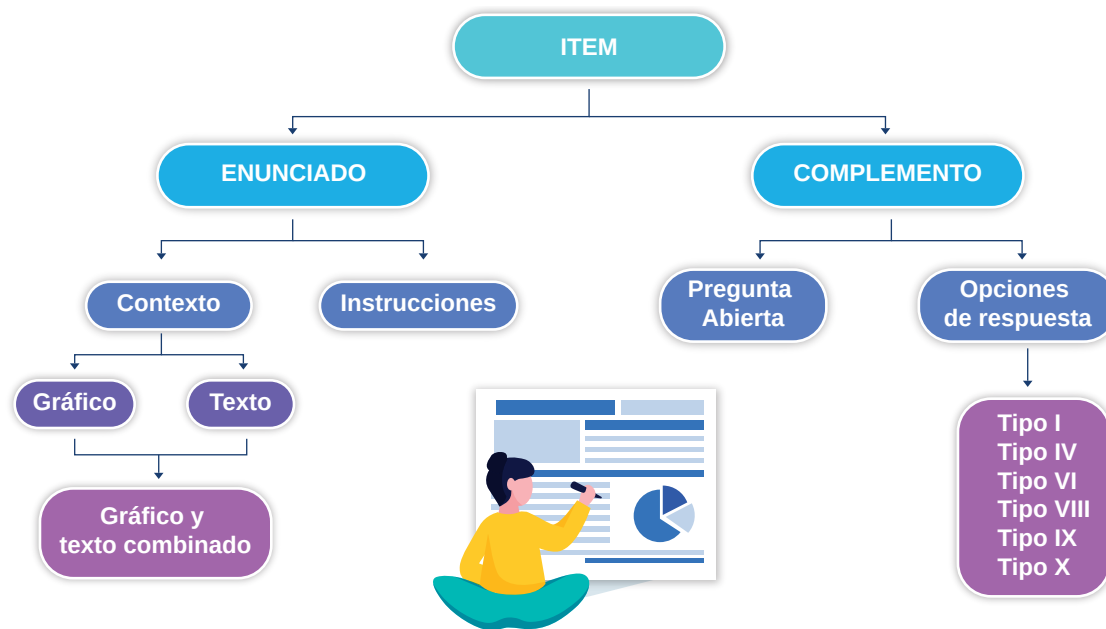 ITEM
ENUNCIADO
COMPLEMENTO
Contexto
Instrucciones
Pregunta
Abierta
Opciones
de respuesta
Gráfico
Texto
Gráfico y
texto combinado
Tipo I
Tipo IV
Tipo VI
Tipo VIII
Tipo IX
Tipo X